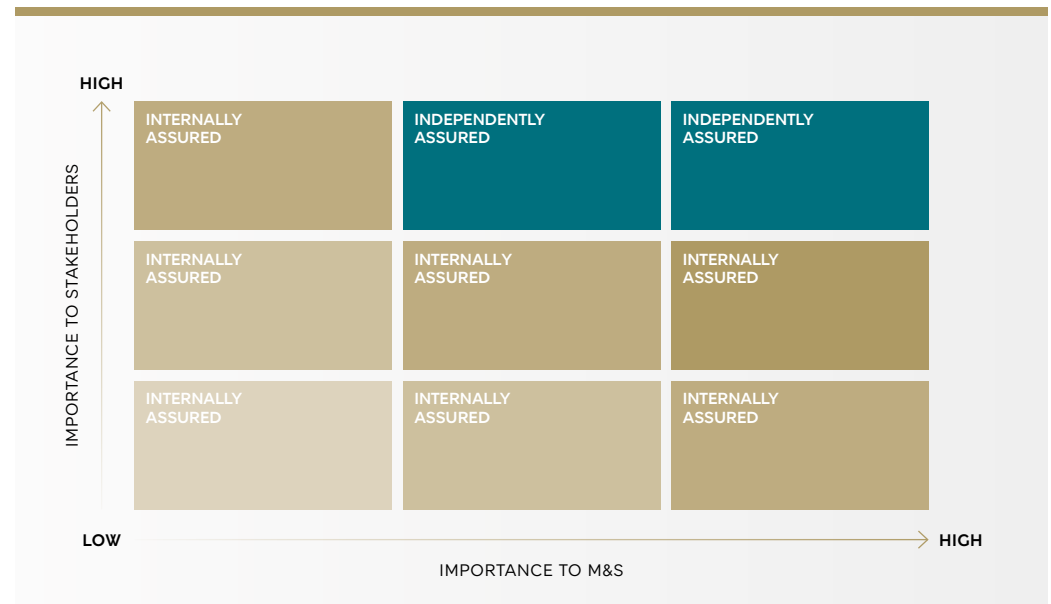 HIGH
INTERNALLY
ASSURED
INDEPENDENTLY
ASSURED
INDEPENDENTLY
ASSURED
IMPORTANCE TO STAKEHOLDERS
INTERNALLY
ASSURED
INTERNALLY
ASSURED
INTERNALLY
ASSURED
INTERNALLY
ASSURED
INTERNALLY
ASSURED
INTERNALLY
ASSURED
LOW
HIGH
IMPORTANCE TO M&S